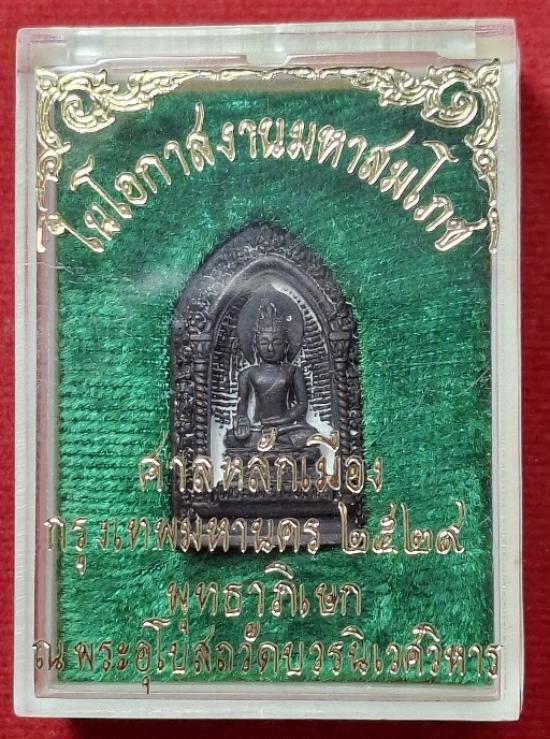 ในโอกาสงานมหาสมโภช
ศาลหลักเมือง
กรุงเทพมหานคร ๒๕๒๙
พุทธาภิเษก
ณ พระอุโบสถวัดบวรนิเวศวิหาร